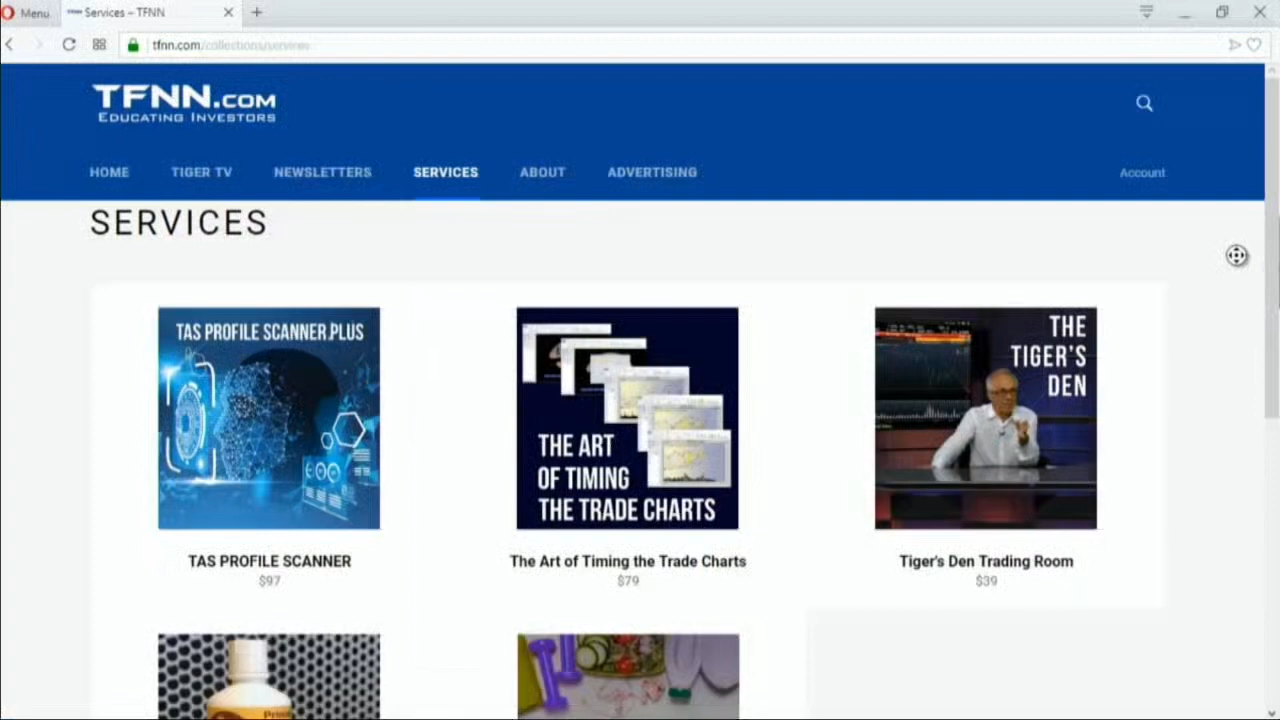 Menu
Services – TFNN
tfnn.com/collections/services
TFNN.COM
EDUCATING INVESTORS
HOME TIGER TV NEWSLETTERS SERVICES ABOUT ADVERTISING Account
SERVICES
TAS PROFILE SCANNER PLUS
THE ART
OF TIMING
THE TRADE CHARTS
THE
TIGER'S
DEN
TAS PROFILE SCANNER
$97
The Art of Timing the Trade Charts
$79
Tiger's Den Trading Room
$39